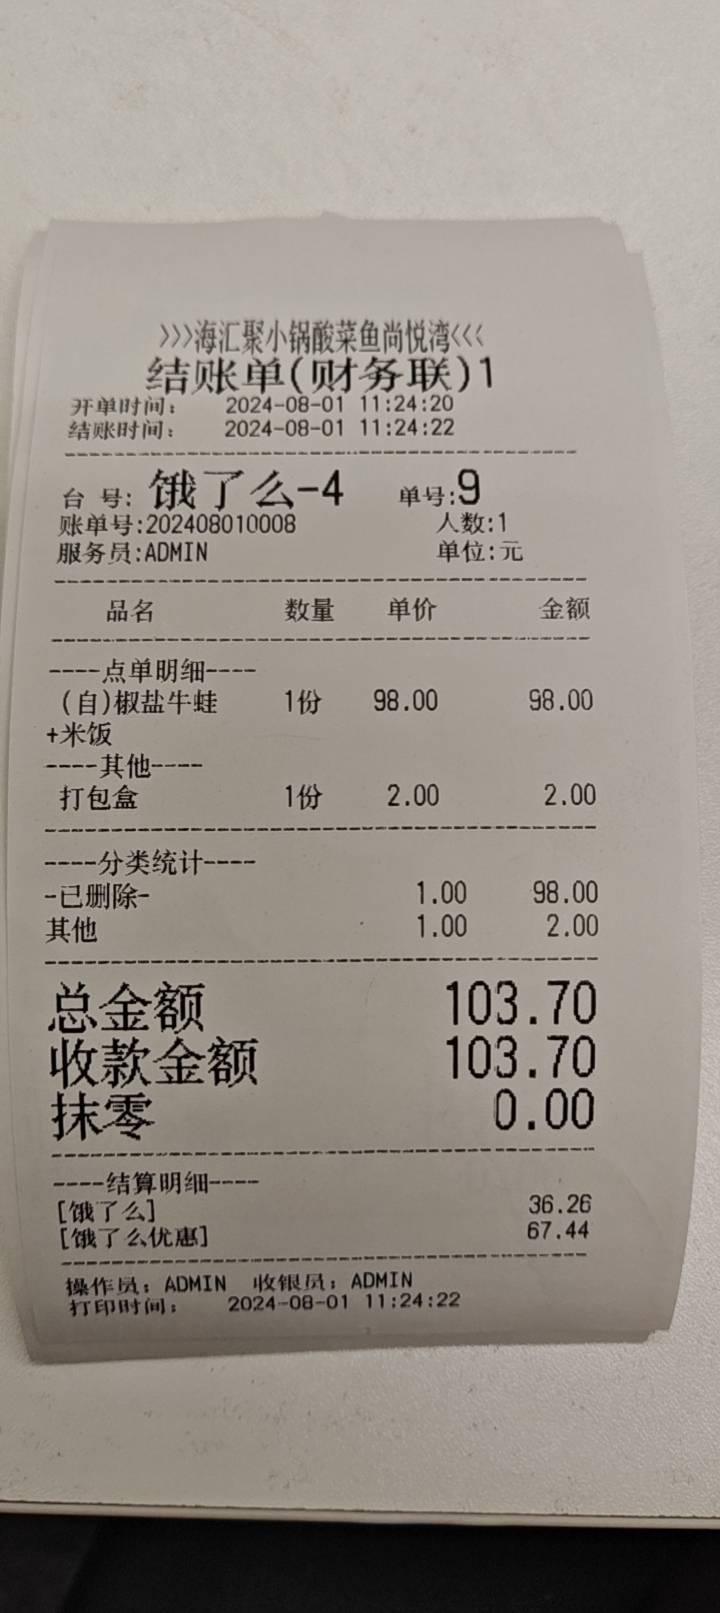 >>>海汇聚小锅酸菜鱼尚悦湾<<<
结账单(财务联)1
开单时间: 2024-08-01 11:24:20
结账时间: 2024-08-01 11:24:22
台 号: 饿了么-4 单号:9
账单号:202408010008 人数:1
服务员:ADMIN 单位:元
品名 数量 单价 金额
----点单明细----
(自)椒盐牛蛙 1份 98.00 98.00
+米饭
----其他----
打包盒 1份 2.00 2.00
----分类统计----
-已删除- 1.00 98.00
其他 1.00 2.00
总金额 103.70
收款金额 103.70
抹零 0.00
----结算明细----
[饿了么] 36.26
[饿了么优惠] 67.44
操作员: ADMIN 收银员: ADMIN
打印时间: 2024-08-01 11:24:22